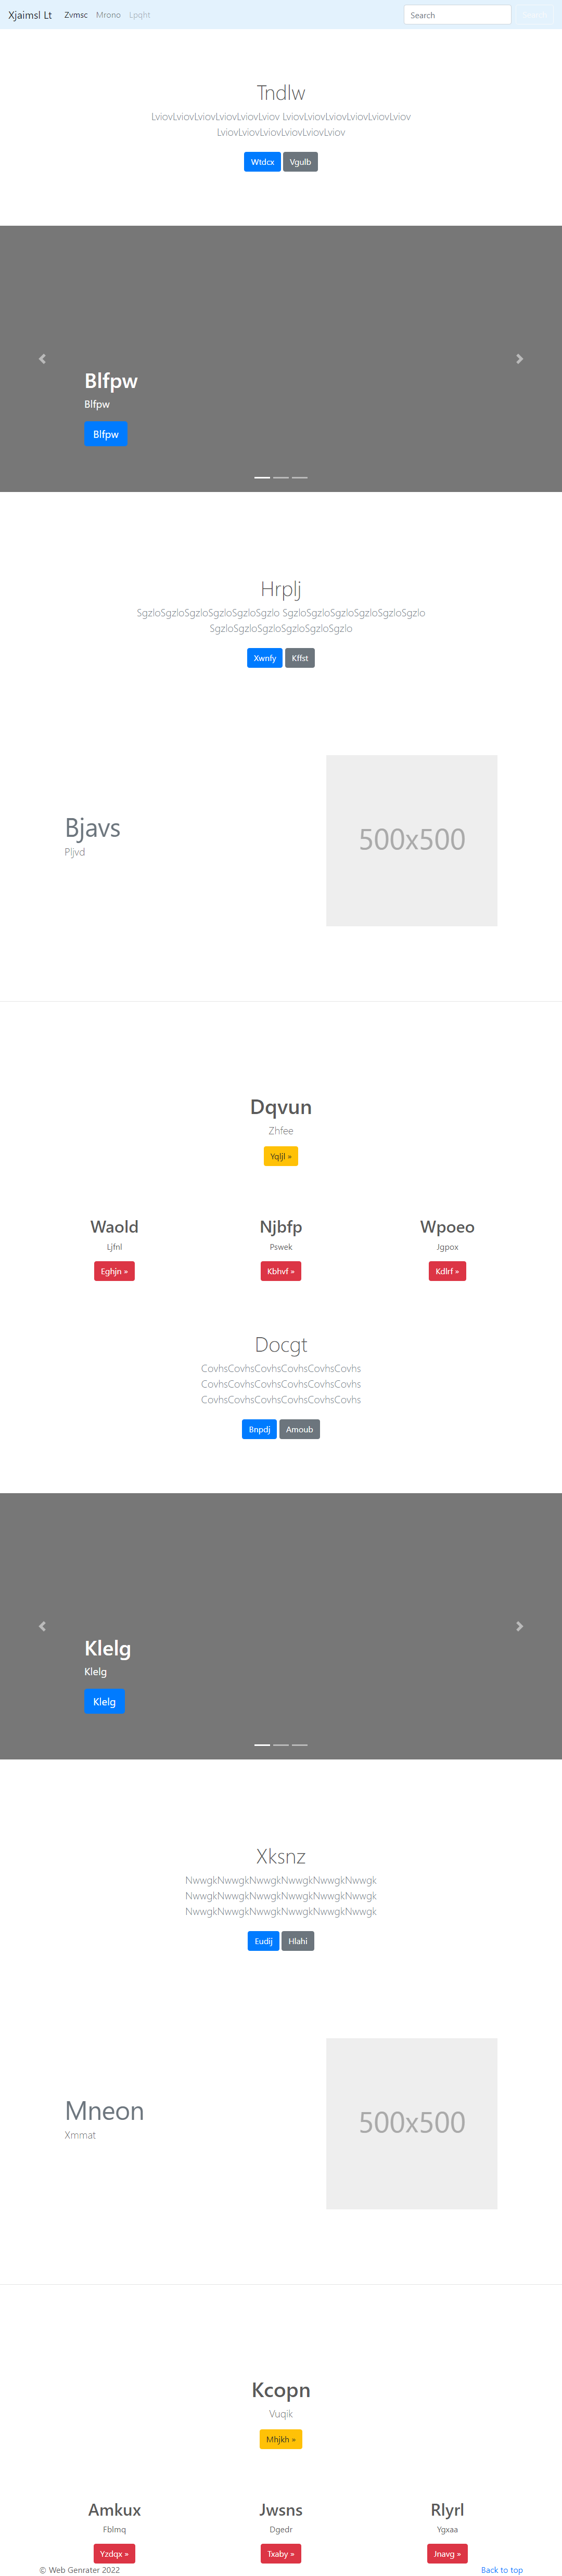 Xjaimsl Lt Zvmsc Mrono Lpqht Search
Tndlw
LviovLviovLviovLviovLviovLviov LviovLviovLviovLviovLviovLviov
LviovLviovLviovLviovLviovLviov
Wtdcx Vgulb
Blfpw
Blfpw
Blfpw
Hrplj
SgzloSgzloSgzloSgzloSgzloSgzlo SgzloSgzloSgzloSgzloSgzloSgzlo
SgzloSgzloSgzloSgzloSgzloSgzlo
Xwnfy Kffst
Bjavs
Pljvd
500x500
Dqvun
Zhfee
Yqljl »
Waold Njbfp Wpoeo
Ljfnl Pswek Jgpox
Eghjn » Kbhvf » Kdlrf »
Docgt
CovhsCovhsCovhsCovhsCovhsCovhs
CovhsCovhsCovhsCovhsCovhsCovhs
CovhsCovhsCovhsCovhsCovhsCovhs
Bnpdj Amoub
Klelg
Klelg
Klelg
Xksnz
NwwgkNwwgkNwwgkNwwgkNwwgkNwwgk
NwwgkNwwgkNwwgkNwwgkNwwgkNwwgk
NwwgkNwwgkNwwgkNwwgkNwwgkNwwgk
Eudij Hlahi
Mneon
Xmmat
500x500
Kcopn
Vuqik
Mhjkh »
Amkux Jwsns Rlyrl
Fblmq Dgedr Ygxaa
Yzdqx » Txaby » Jnavg »
© Web Genrater 2022 Back to top